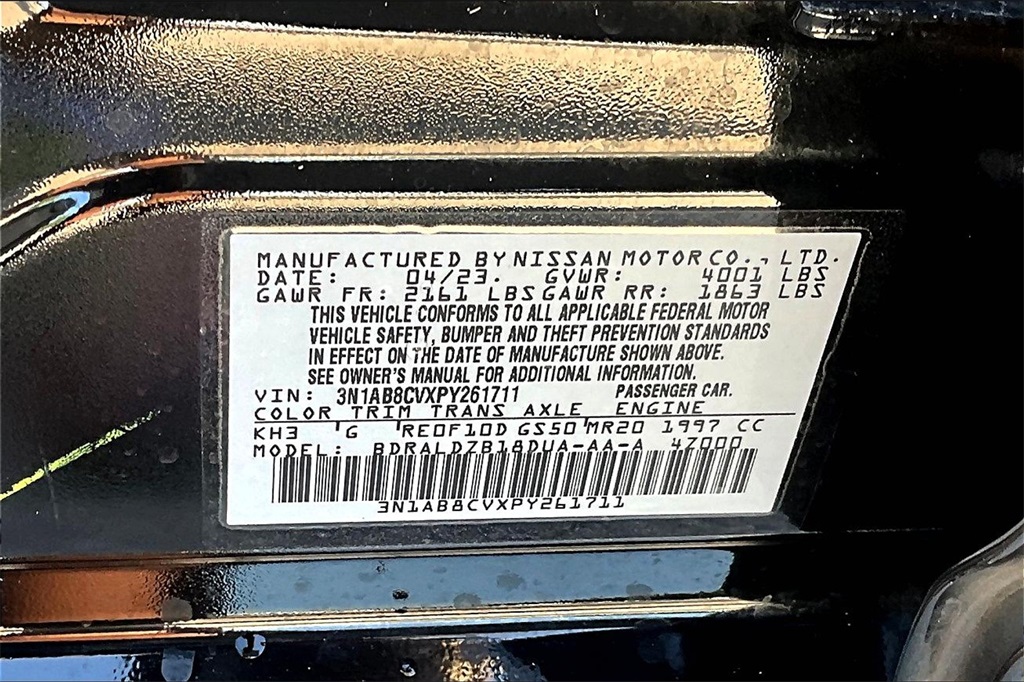 MANUFACTURED BY NISSAN MOTOR CO., LTD.
DATE: 04/23. GVWR: 4001 LBS
GAWR FR: 2161 LBS GAWR RR: 1863 LBS
THIS VEHICLE CONFORMS TO ALL APPLICABLE FEDERAL MOTOR
VEHICLE SAFETY, BUMPER AND THEFT PREVENTION STANDARDS
IN EFFECT ON THE DATE OF MANUFACTURE SHOWN ABOVE.
SEE OWNER'S MANUAL FOR ADDITIONAL INFORMATION.
VIN: 3N1AB8CVXPY261711 PASSENGER CAR.
COLOR TRIM TRANS AXLE ENGINE
KH3 G RE0F10D GS50 MR20 1997 CC
MODEL: BDRALDZB18DUA-AA-A 4Z000
3N1AB8CVXPY261711